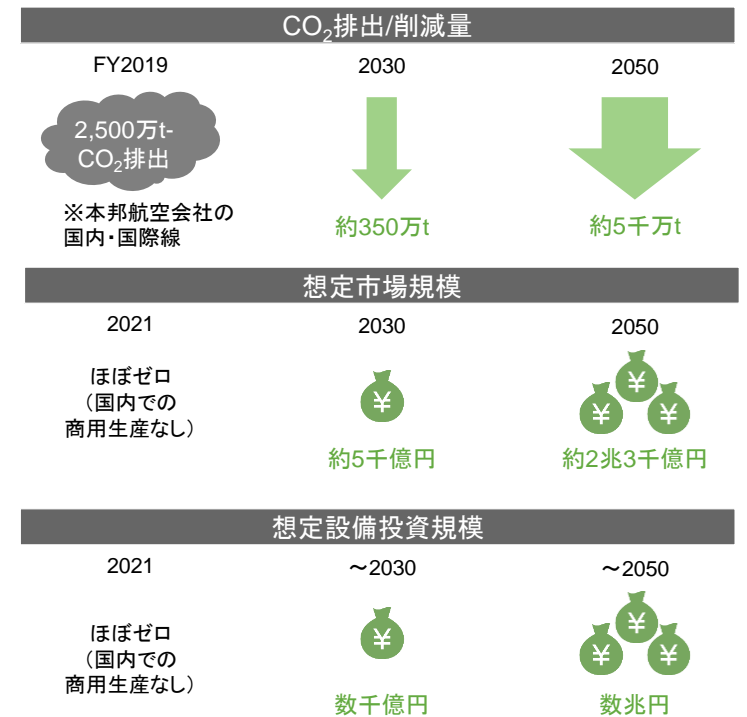 CO₂排出/削減量
FY2019
2030
2050
2,500万t-
CO₂排出
※本邦航空会社の
国内・国際線
約350万t
約5千万t
想定市場規模
2021
2030
2050
ほぼゼロ
（国内での
商用生産なし）
¥
¥
¥
¥
約5千億円
約2兆3千億円
想定設備投資規模
2021
～2030
～2050
ほぼゼロ
（国内での
商用生産なし）
¥
¥
¥
¥
数千億円
数兆円